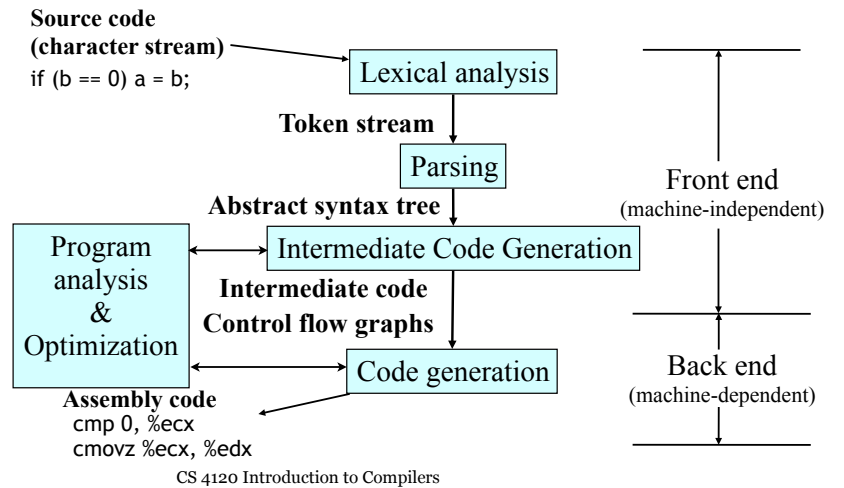 Source code
(character stream)
if (b == 0) a = b;
Lexical analysis
Token stream
Parsing
Abstract syntax tree
Front end
(machine-independent)
Program
analysis
&
Optimization
Intermediate Code Generation
Intermediate code
Control flow graphs
Code generation
Back end
(machine-dependent)
Assembly code
cmp 0, %ecx
cmovz %ecx, %edx
CS 4120 Introduction to Compilers